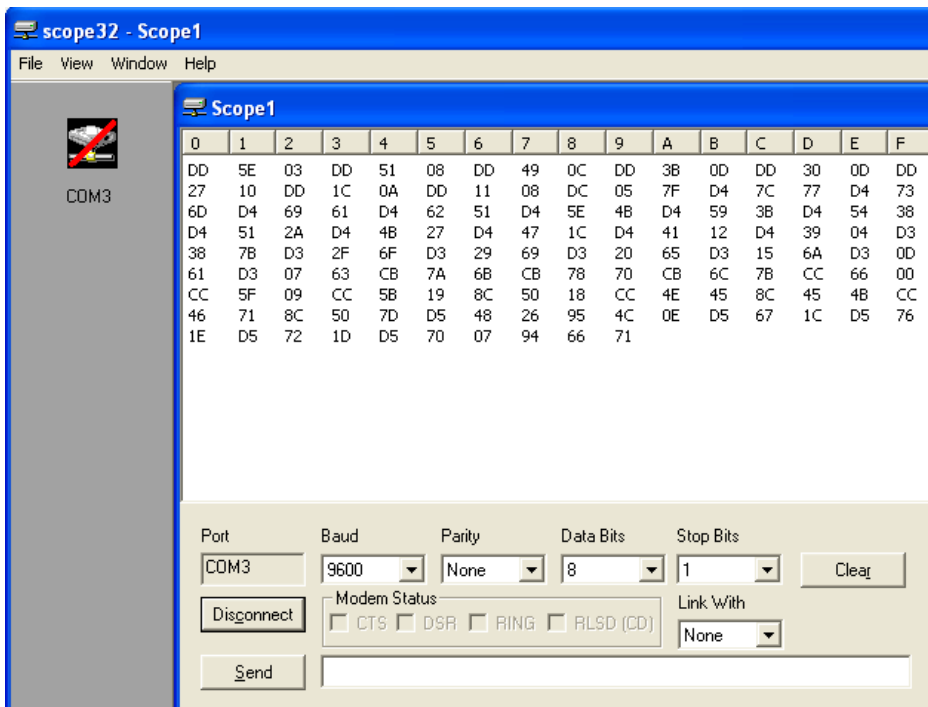 scope32 - Scope1
File View Window Help
COM3
Scope1
0 1 2 3 4 5 6 7 8 9 A B C D E F
DD 5E 03 DD 51 08 DD 49 0C DD 3B 0D DD 30 0D DD
27 10 DD 1C 0A DD 11 08 DC 05 7F D4 7C 77 D4 73
6D D4 69 61 D4 62 51 D4 5E 4B D4 59 3B D4 54 38
D4 51 2A D4 4B 27 D4 47 1C D4 41 12 D4 39 04 D3
38 7B D3 2F 6F D3 29 69 D3 20 65 D3 15 6A D3 0D
61 D3 07 63 CB 7A 6B CB 78 70 CB 6C 7B CC 66 00
CC 5F 09 CC 5B 19 8C 50 18 CC 4E 45 8C 45 4B CC
46 71 8C 50 7D D5 48 26 95 4C 0E D5 67 1C D5 76
1E D5 72 1D D5 70 07 94 66 71
Port Baud Parity Data Bits Stop Bits
COM3 9600 None 8 1 Clear
Disconnect Modem Status Link With
CTS DSR RING RLSD (CD) None
Send